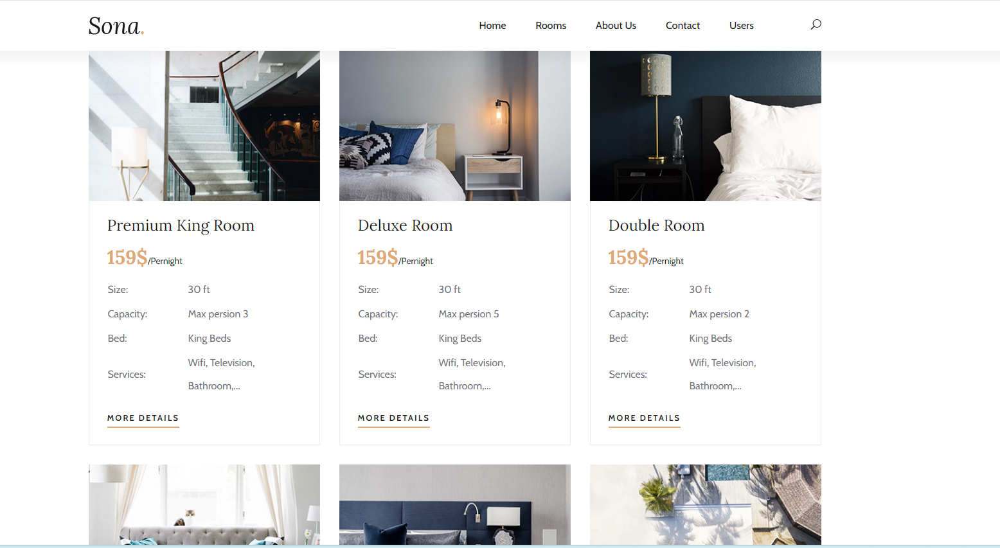 Sona.
Home Rooms About Us Contact Users
Premium King Room
159$/Pernight
Size: 30 ft
Capacity: Max persion 3
Bed: King Beds
Services: Wifi, Television,
Bathroom,...
MORE DETAILS
Deluxe Room
159$/Pernight
Size: 30 ft
Capacity: Max persion 5
Bed: King Beds
Services: Wifi, Television,
Bathroom,...
MORE DETAILS
Double Room
159$/Pernight
Size: 30 ft
Capacity: Max persion 2
Bed: King Beds
Services: Wifi, Television,
Bathroom,...
MORE DETAILS